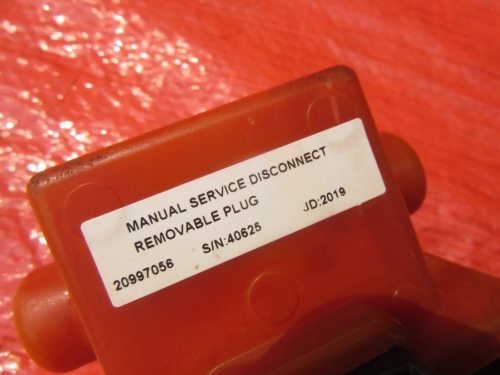 MANUAL SERVICE DISCONNECT
REMOVABLE PLUG
20997056 S/N:40625 JD:2019